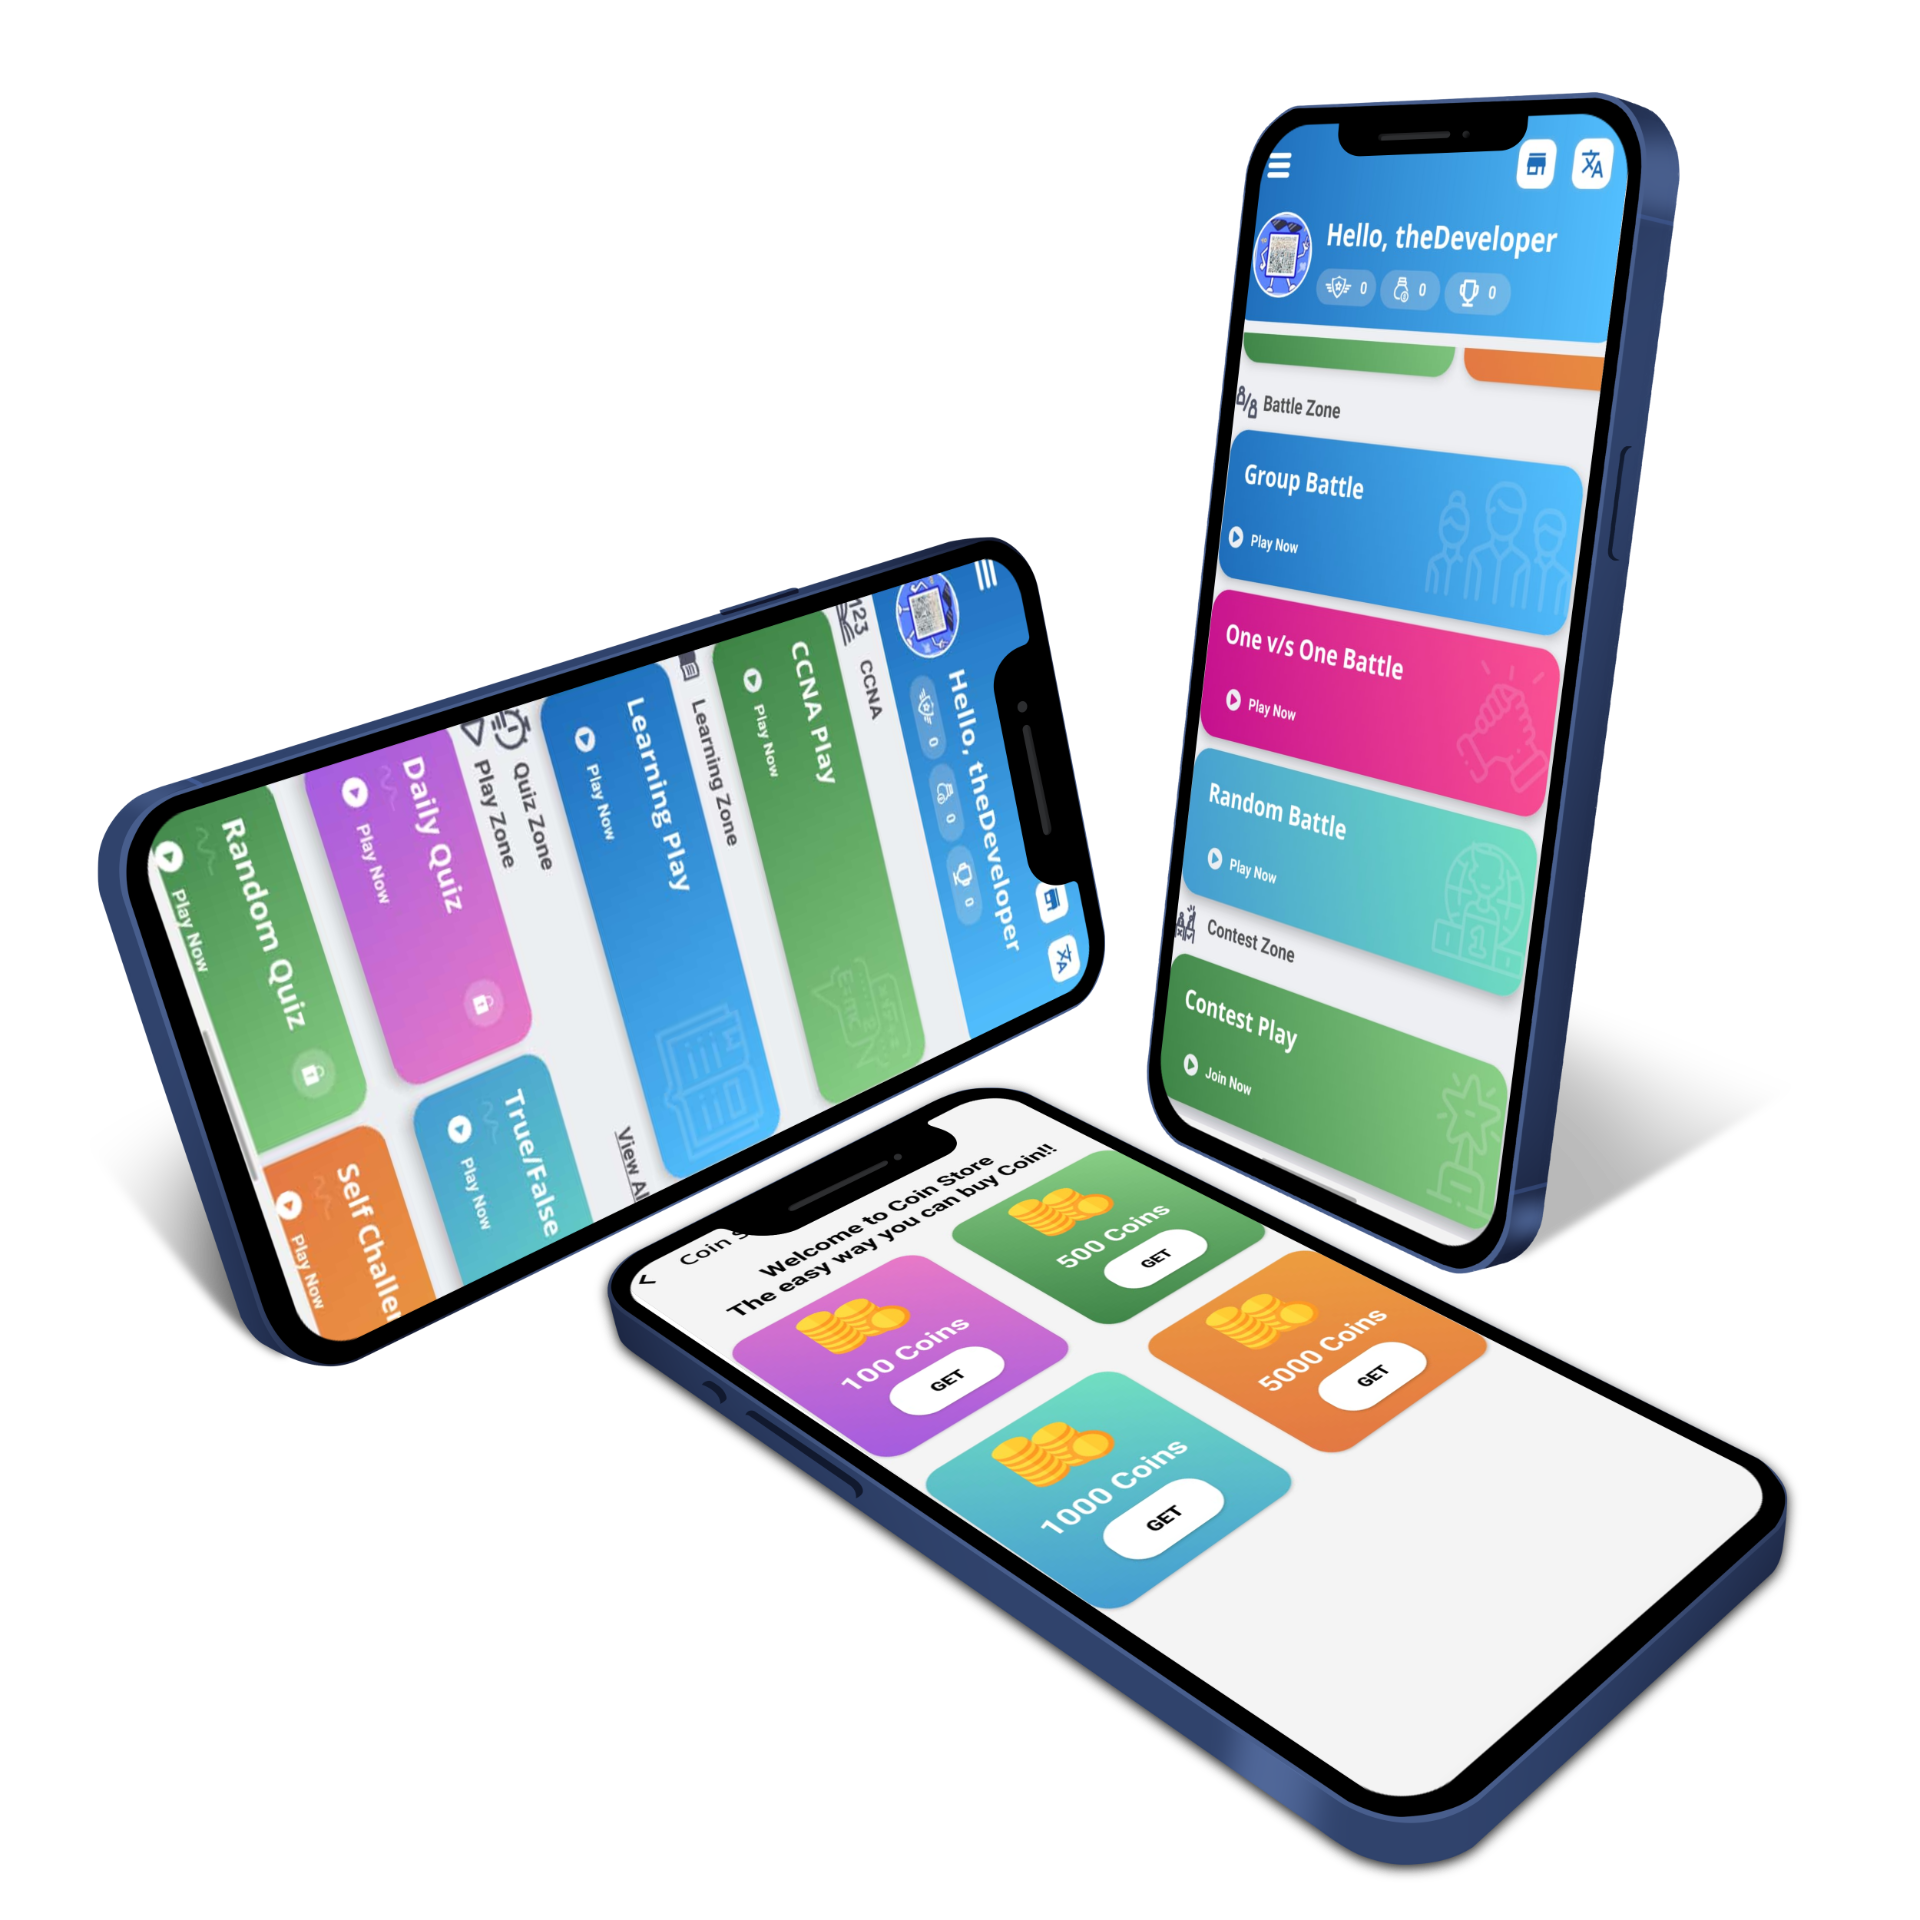 Hello, theDeveloper
0 0 0
CCNA
CCNA Play
Play Now
Learning Zone
Learning Play
Play Now
Quiz Zone
Play Zone
View Al
Daily Quiz
Play Now
True/False
Play Now
Random Quiz
Play Now
Self Challe
Play Now
Hello, theDeveloper
0 0 0
Battle Zone
Group Battle
Play Now
One v/s One Battle
Play Now
Random Battle
Play Now
Contest Zone
Contest Play
Join Now
Coin S
Welcome to Coin Store
The easy way you can buy Coin!!
100 Coins
GET
500 Coins
GET
1000 Coins
GET
5000 Coins
GET